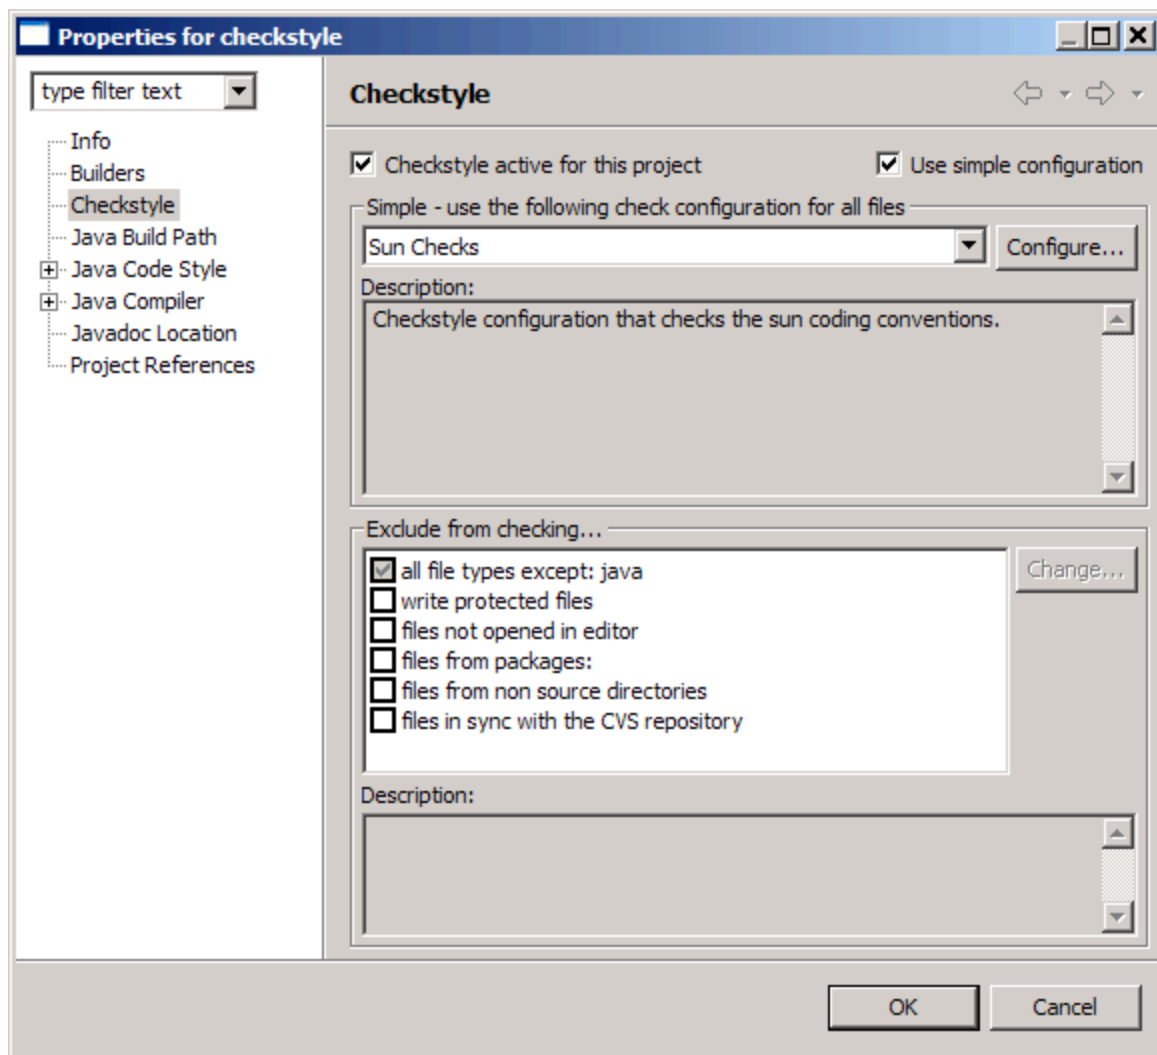 Properties for checkstyle
type filter text
Info
Builders
Checkstyle
Java Build Path
Java Code Style
Java Compiler
Javadoc Location
Project References
Checkstyle
Checkstyle active for this project
Use simple configuration
Simple - use the following check configuration for all files
Sun Checks
Configure...
Description:
Checkstyle configuration that checks the sun coding conventions.
Exclude from checking...
all file types except: java
Change...
write protected files
files not opened in editor
files from packages:
files from non source directories
files in sync with the CVS repository
Description:
OK
Cancel